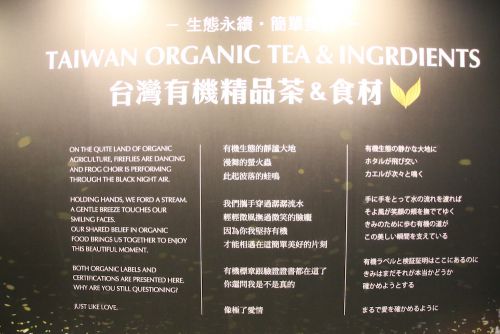 生態永續・簡單
TAIWAN ORGANIC TEA & INGRDIENTS
台灣有機精品茶&食材
ON THE QUITE LAND OF ORGANIC
AGRICULTURE, FIREFLIES ARE DANCING
AND FROG CHOIR IS PERFORMING
THROUGH THE BLACK NIGHT AIR.
HOLDING HANDS, WE FORD A STREAM.
A GENTLE BREEZE TOUCHES OUR
SMILING FACES.
OUR SHARED BELIEF IN ORGANIC
FOOD BRINGS US TOGETHER TO ENJOY
THIS BEAUTIFUL MOMENT.
BOTH ORGANIC LABELS AND
CERTIFICATIONS ARE PRESENTED HERE.
WHY ARE YOU STILL QUESTIONING?
JUST LIKE LOVE.
有機生態的靜謐大地
漫舞的螢火蟲
此起彼落的蛙鳴
我們攜手穿過潺潺流水
輕輕微風撫過微笑的臉龐
因為你我堅持有機
才能相遇在這簡單美好的片刻
有機標章跟驗證證書都在這了
你還問我是不是真的
像極了愛情
有機生態の静かな大地に
ホタルが飛び交い
カエルが次々と鳴く
手に手をとって水の流れを渡れば
そよ風が笑顔の頬を撫でてゆく
きみのために歩む有機の道が
この美しい瞬間を支えている
有機ラベルと検証証明はここにあるのに
きみはまだそれが本当かどうか
確かめようとする
まるで愛を確かめるように